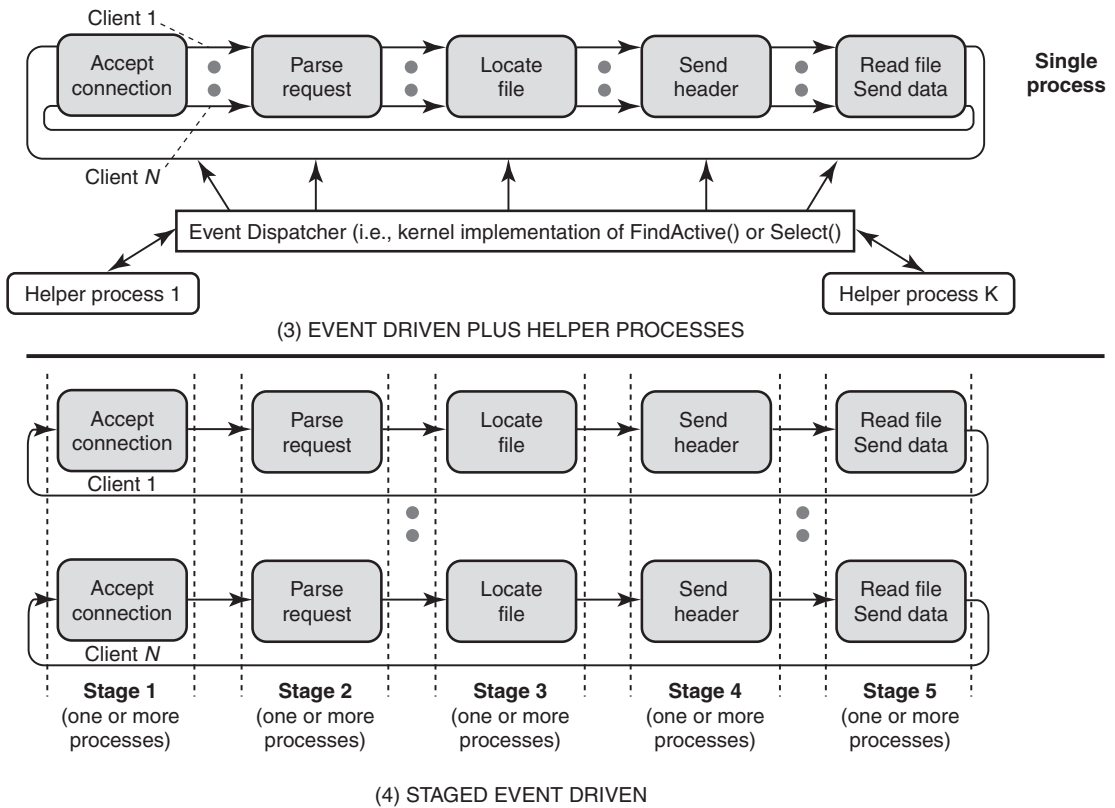 Client 1
Accept
connection
Parse
request
Locate
file
Send
header
Read file
Send data
Single
process
Client N
Event Dispatcher (i.e., kernel implementation of FindActive() or Select()
Helper process 1
Helper process K
(3) EVENT DRIVEN PLUS HELPER PROCESSES
Accept
connection
Parse
request
Locate
file
Send
header
Read file
Send data
Client 1
Accept
connection
Parse
request
Locate
file
Send
header
Read file
Send data
Client N
Stage 1
(one or more
processes)
Stage 2
(one or more
processes)
Stage 3
(one or more
processes)
Stage 4
(one or more
processes)
Stage 5
(one or more
processes)
(4) STAGED EVENT DRIVEN